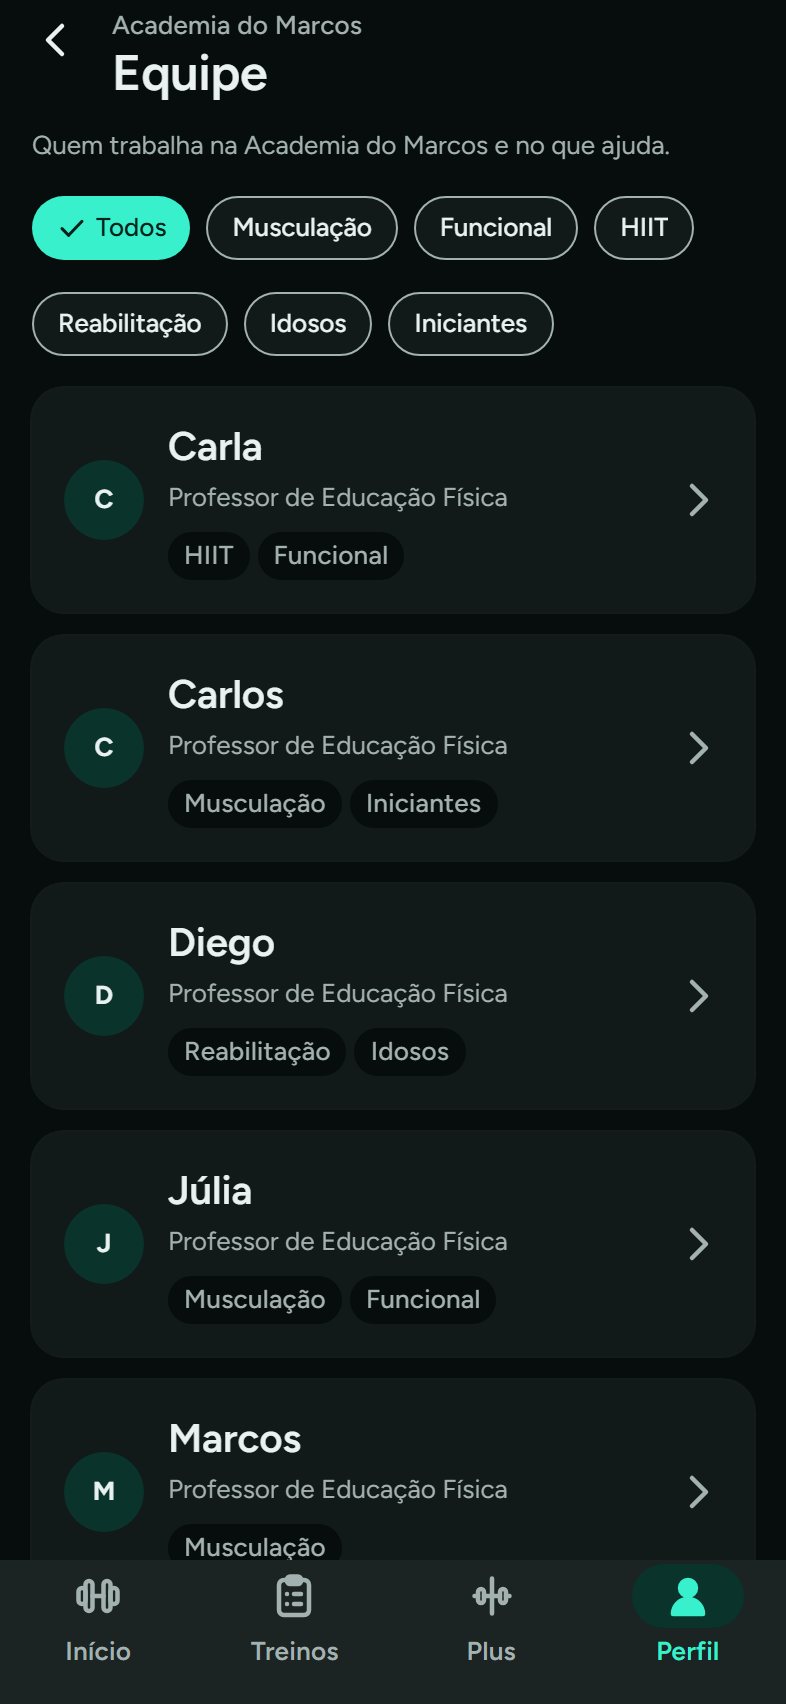 Academia do Marcos
Equipe
Quem trabalha na Academia do Marcos e no que ajuda.
Todos Musculação Funcional HIIT
Reabilitação Idosos Iniciantes
Carla
C
Professor de Educação Física
HIIT Funcional
Carlos
C
Professor de Educação Física
Musculação Iniciantes
Diego
D
Professor de Educação Física
Reabilitação Idosos
Júlia
J
Professor de Educação Física
Musculação Funcional
Marcos
M
Professor de Educação Física
Musculação
Início Treinos Plus Perfil